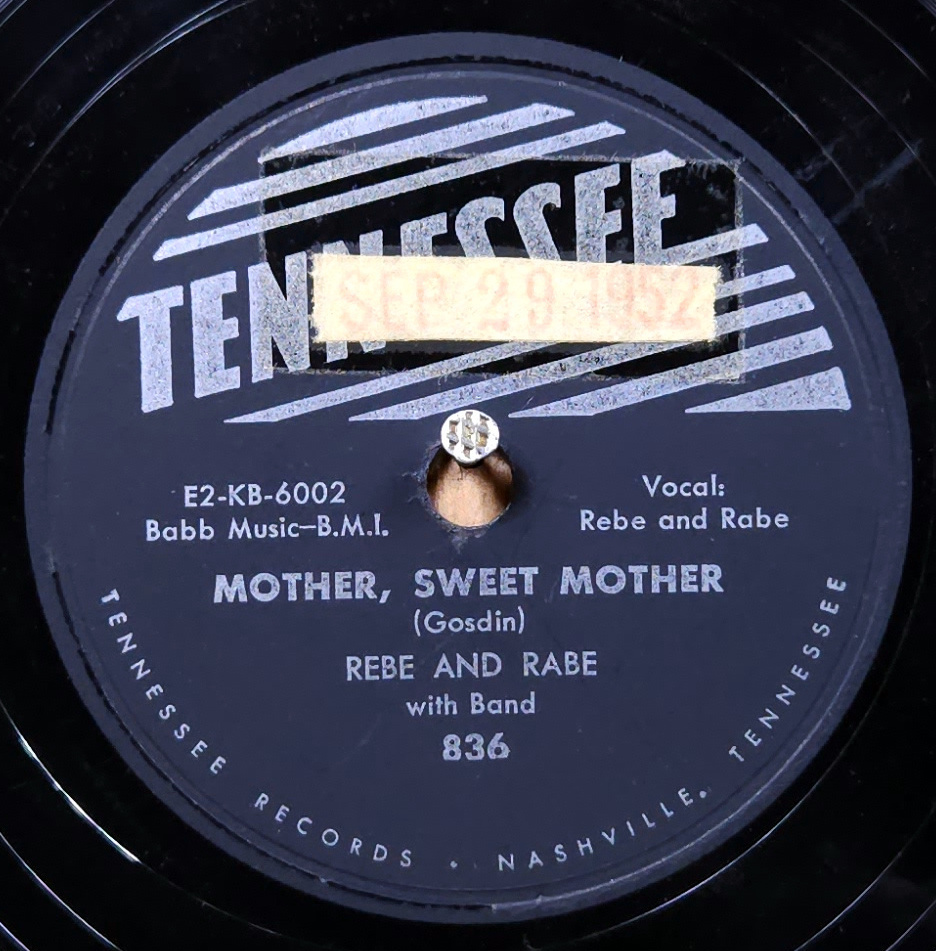 TENNESSEE
SEP 29 1952
E2-KB-6002
Babb Music—B.M.I.
Vocal:
Rebe and Rabe
MOTHER, SWEET MOTHER
(Gosdin)
REBE AND RABE
with Band
836
TENNESSEE RECORDS • NASHVILLE, TENNESSEE